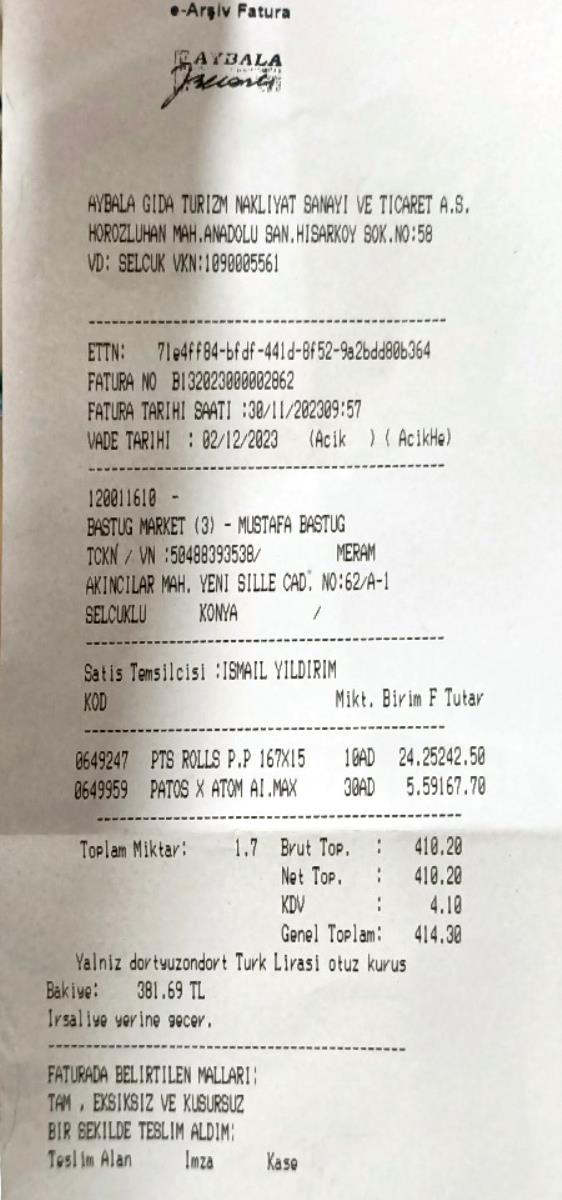 e-Arşiv Fatura
AYBALA
AYBALA GIDA TURIZM NAKLIYAT SANAYI VE TICARET A.S.
HOROZLUHAN MAH.ANADOLU SAN.HISARKOY SOK.NO:58
VD: SELCUK VKN:1090005561
ETTN: 71e4ff84-bfdf-441d-8f52-9a2bdd80b364
FATURA NO B132023000002862
FATURA TARIHI SAATI :30/11/202309:57
VADE TARIHI : 02/12/2023 (Acik ) ( AcikHe)
120011610 -
BASTUG MARKET (3) - MUSTAFA BASTUG
TCKN / VN :50488393538/ MERAM
AKINCILAR MAH. YENI SILLE CAD. NO:62/A-1
SELCUKLU KONYA /
Satis Temsilcisi :ISMAIL YILDIRIM
KOD Mikt. Birim F Tutar
0649247 PTS ROLLS P.P 167X15 10AD 24.25242.50
0649959 PATOS X ATOM AI.MAX 30AD 5.59167.70
Toplam Miktar: 1.7 Brut Top. : 410.20
Net Top. : 410.20
KDV : 4.10
Genel Toplam: 414.30
Yalniz dortyuzondort Turk Lirasi otuz kurus
Bakiye: 381.69 TL
Irsaliye yerine gecer.
FATURADA BELIRTILEN MALLARI;
TAM , EKSIKSIZ VE KUSURSUZ
BIR SEKILDE TESLIM ALDIM;
Teslim Alan Imza Kase